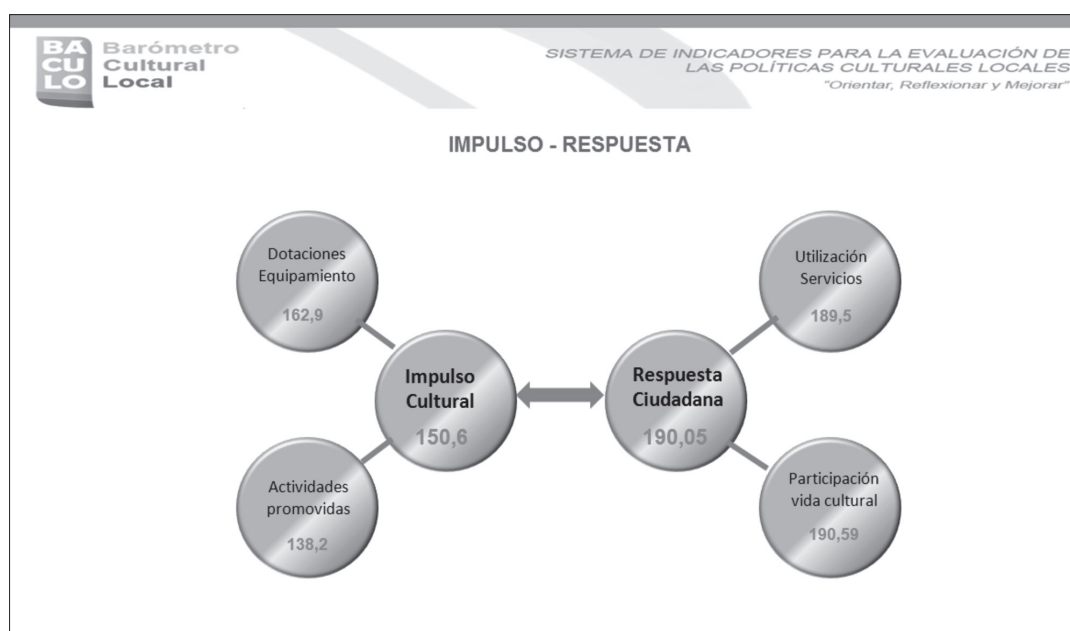 BA
CU
LO
Barómetro
Cultural
Local
SISTEMA DE INDICADORES PARA LA EVALUACIÓN DE
LAS POLÍTICAS CULTURALES LOCALES
"Orientar, Reflexionar y Mejorar"
IMPULSO - RESPUESTA
Dotaciones
Equipamiento
162,9
Utilización
Servicios
189,5
Impulso
Cultural
150,6
Respuesta
Ciudadana
190,05
Actividades
promovidas
138,2
Participación
vida cultural
190,59